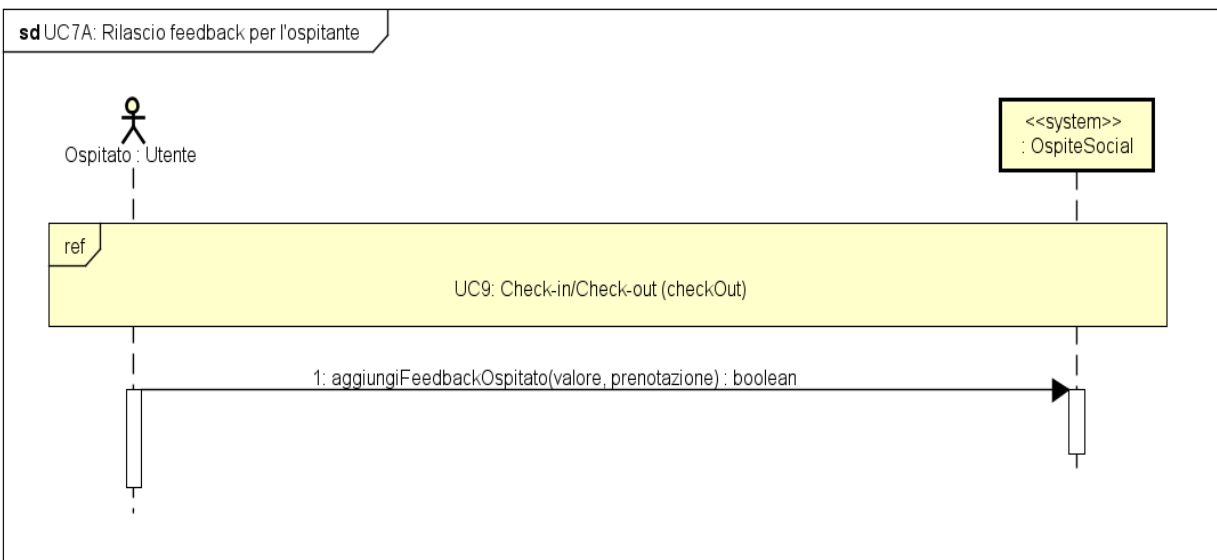 sd UC7A: Rilascio feedback per l'ospitante
Ospitato : Utente
<<system>>
: OspiteSocial
ref
UC9: Check-in/Check-out (checkOut)
1: aggiungiFeedbackOspitato(valore, prenotazione) : boolean